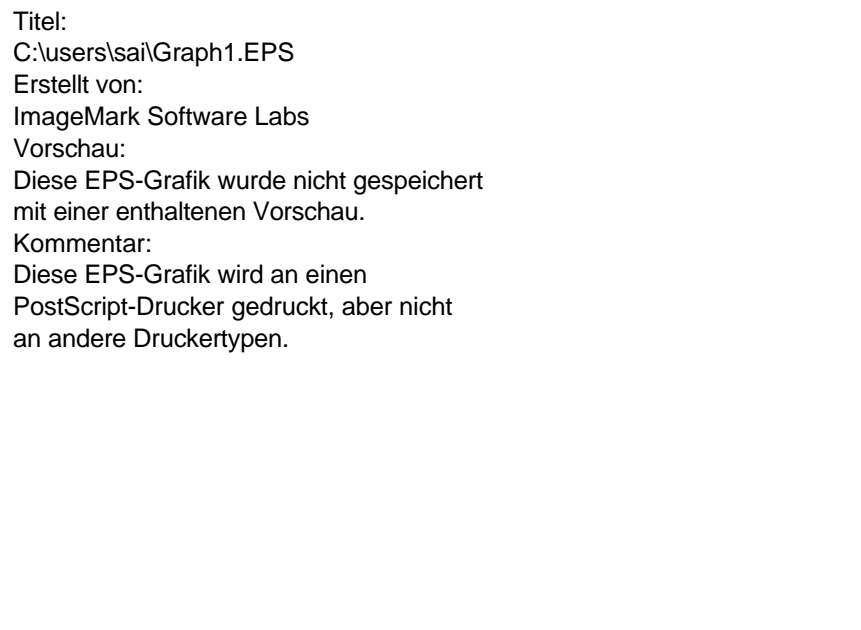 Titel:
C:\users\sai\Graph1.EPS
Erstellt von:
ImageMark Software Labs
Vorschau:
Diese EPS-Grafik wurde nicht gespeichert
mit einer enthaltenen Vorschau.
Kommentar:
Diese EPS-Grafik wird an einen
PostScript-Drucker gedruckt, aber nicht
an andere Druckertypen.